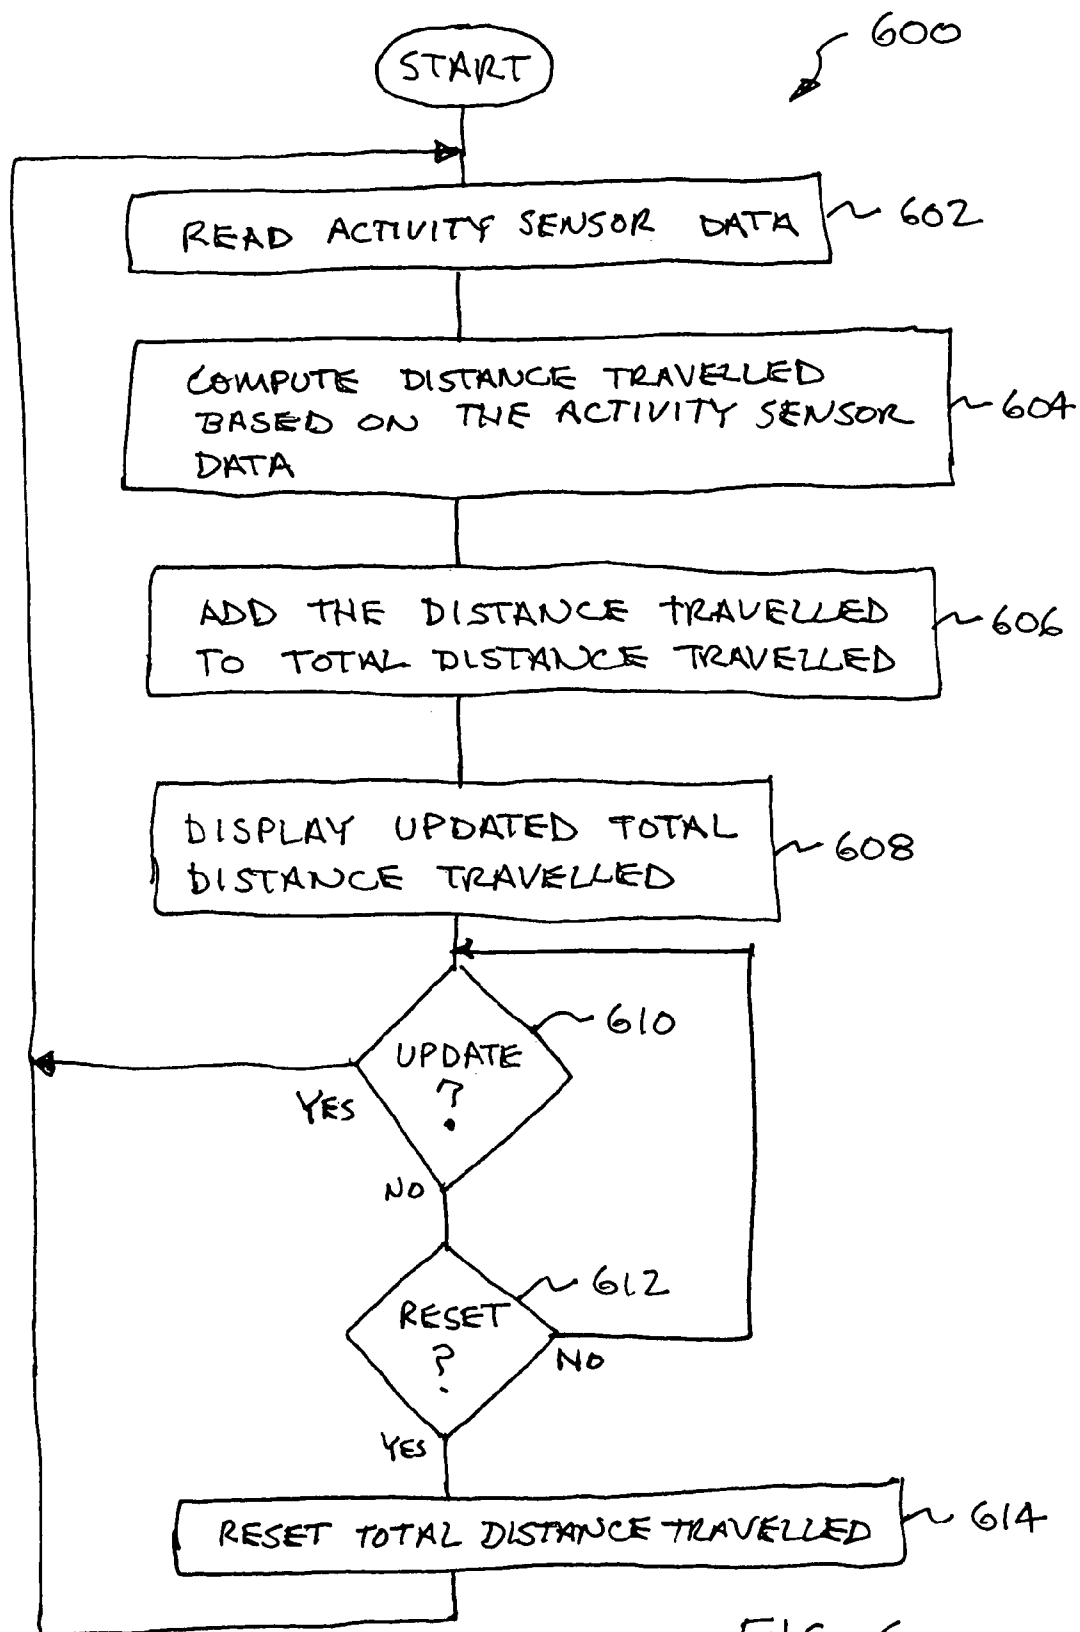 600
START
READ ACTIVITY SENSOR DATA
602
COMPUTE DISTANCE TRAVELLED
BASED ON THE ACTIVITY SENSOR
DATA
604
ADD THE DISTANCE TRAVELLED
TO TOTAL DISTANCE TRAVELLED
606
DISPLAY UPDATED TOTAL
DISTANCE TRAVELLED
608
610
UPDATE
?
YES
NO
612
RESET
?
NO
YES
RESET TOTAL DISTANCE TRAVELLED
614